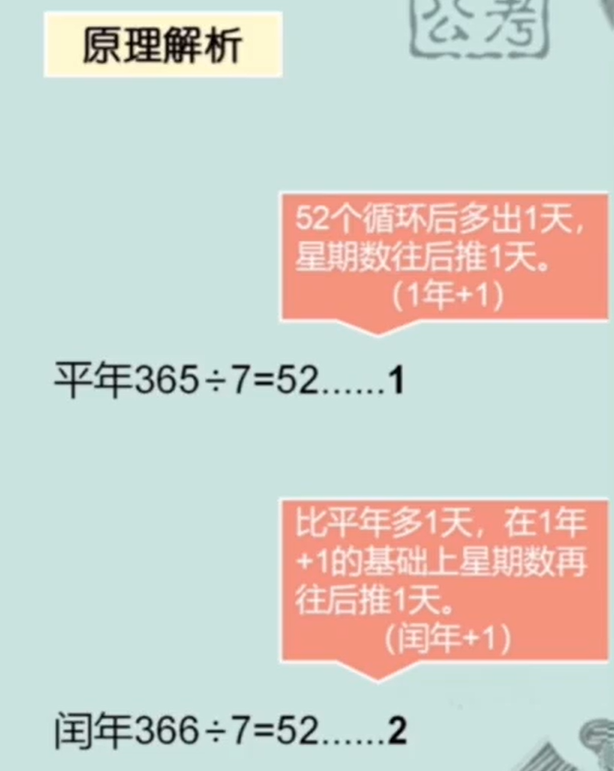 原理解析
公考
52个循环后多出1天，
星期数往后推1天。
（1年+1）
平年365÷7=52……1
比平年多1天，在1年
+1的基础上星期数再
往后推1天。
（闰年+1）
闰年366÷7=52……2